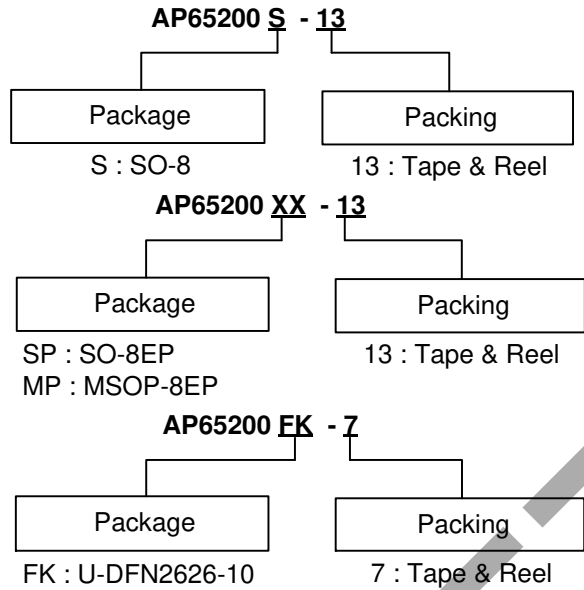 AP65200 S - 13
Package Packing
S : SO-8 13 : Tape & Reel
AP65200 XX - 13
Package Packing
SP : SO-8EP 13 : Tape & Reel
MP : MSOP-8EP
AP65200 FK - 7
Package Packing
FK : U-DFN2626-10 7 : Tape & Reel